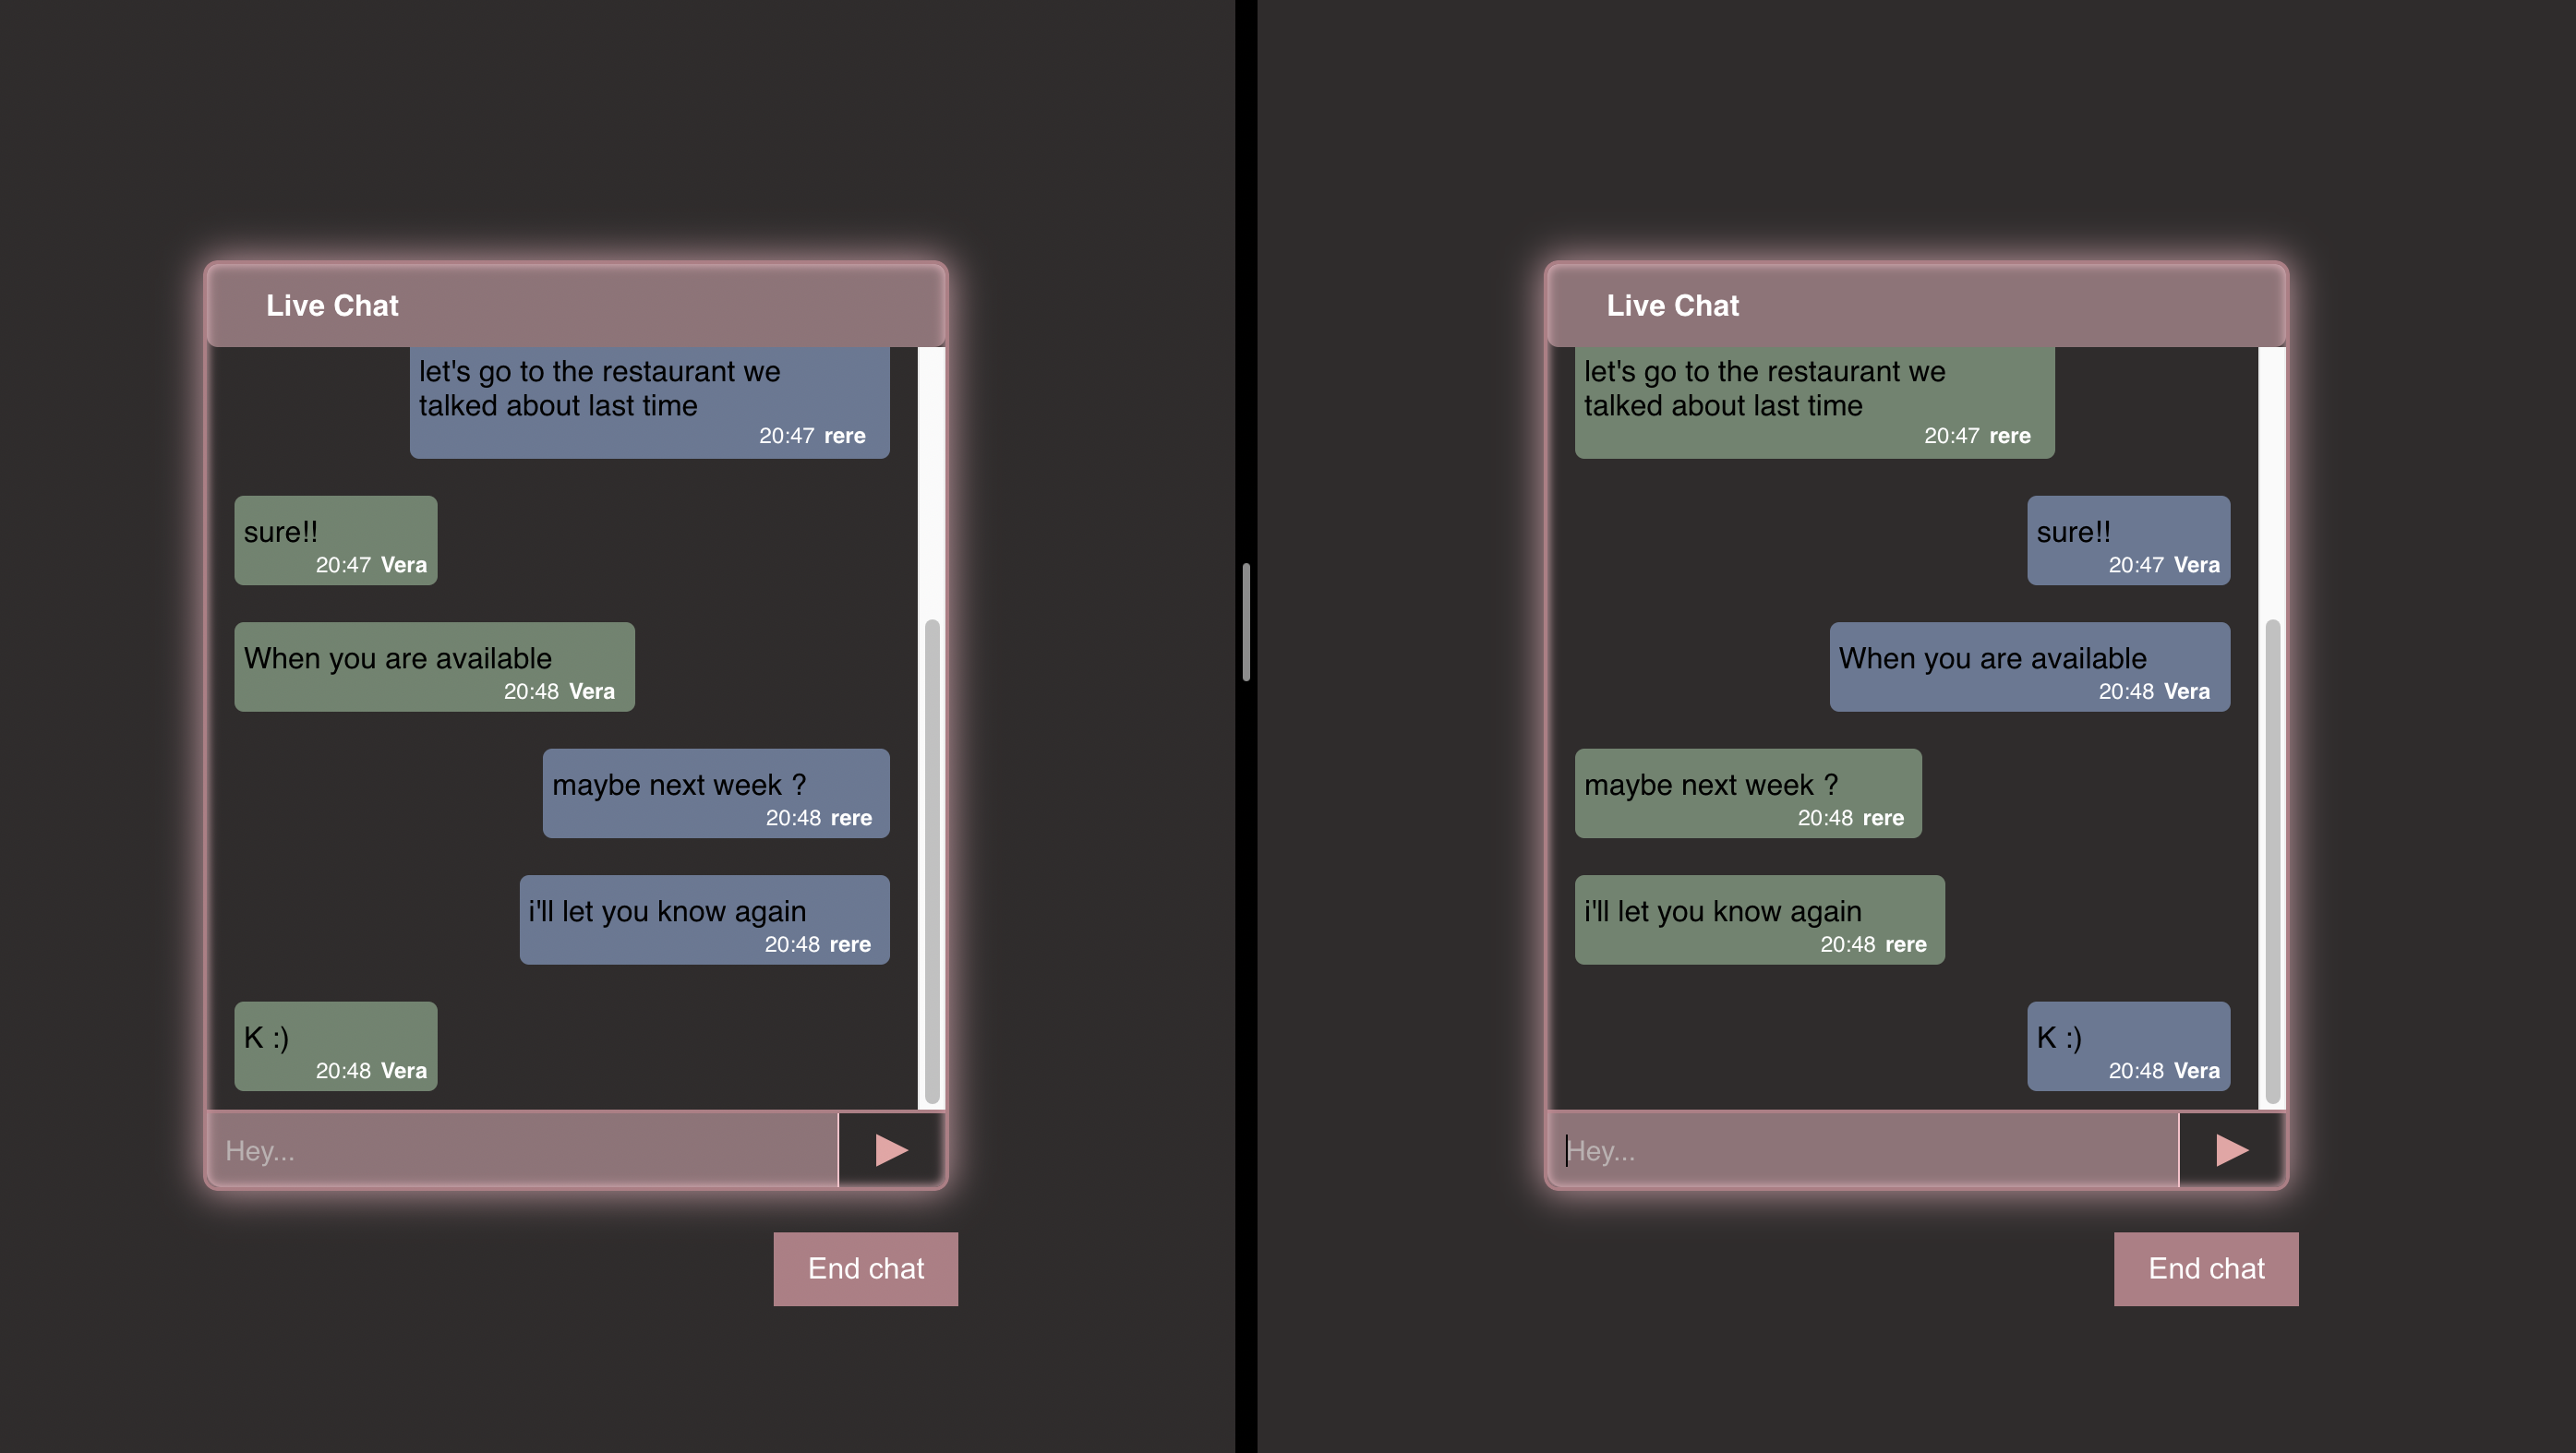 Live Chat
let's go to the restaurant we
talked about last time
20:47 rere
sure!!
20:47 Vera
When you are available
20:48 Vera
maybe next week ?
20:48 rere
i'll let you know again
20:48 rere
K :)
20:48 Vera
Hey...
End chat
Live Chat
let's go to the restaurant we
talked about last time
20:47 rere
sure!!
20:47 Vera
When you are available
20:48 Vera
maybe next week ?
20:48 rere
i'll let you know again
20:48 rere
K :)
20:48 Vera
Hey...
End chat